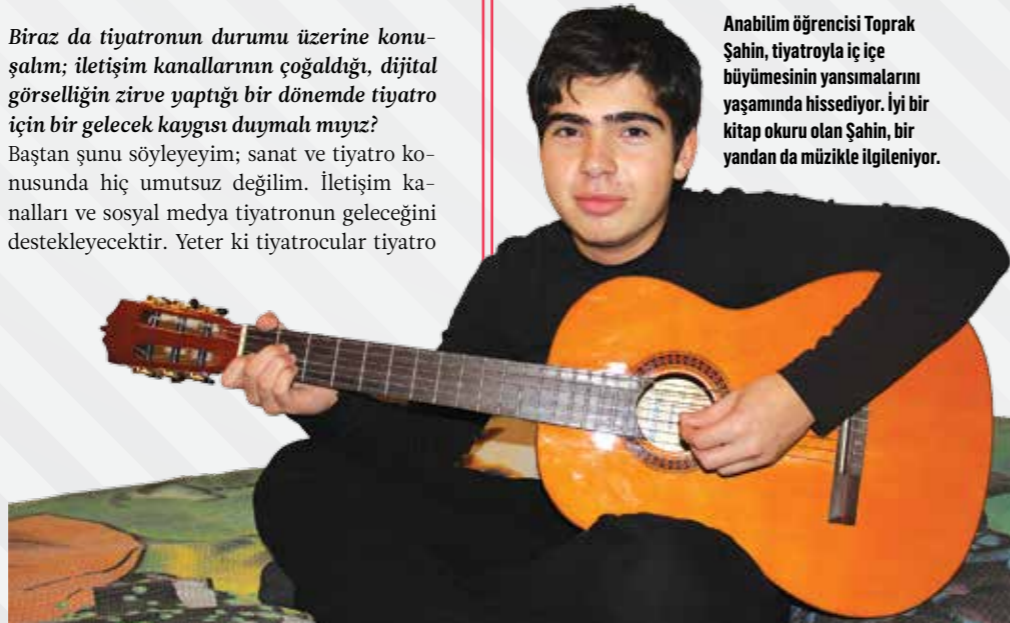 Biraz da tiyatronun durumu üzerine konu-
şalım; iletişim kanallarının çoğaldığı, dijital
görselliğin zirve yaptığı bir dönemde tiyatro
için bir gelecek kaygısı duymalı mıyız?
Baştan şunu söyleyeyim; sanat ve tiyatro ko-
nusunda hiç umutsuz değilim. İletişim ka-
nalları ve sosyal medya tiyatronun geleceğini
destekleyecektir. Yeter ki tiyatrocular tiyatro
Anabilim öğrencisi Toprak
Şahin, tiyatroyla iç içe
büyümesinin yansımalarını
yaşamında hissediyor. İyi bir
kitap okuru olan Şahin, bir
yandan da müzikle ilgileniyor.